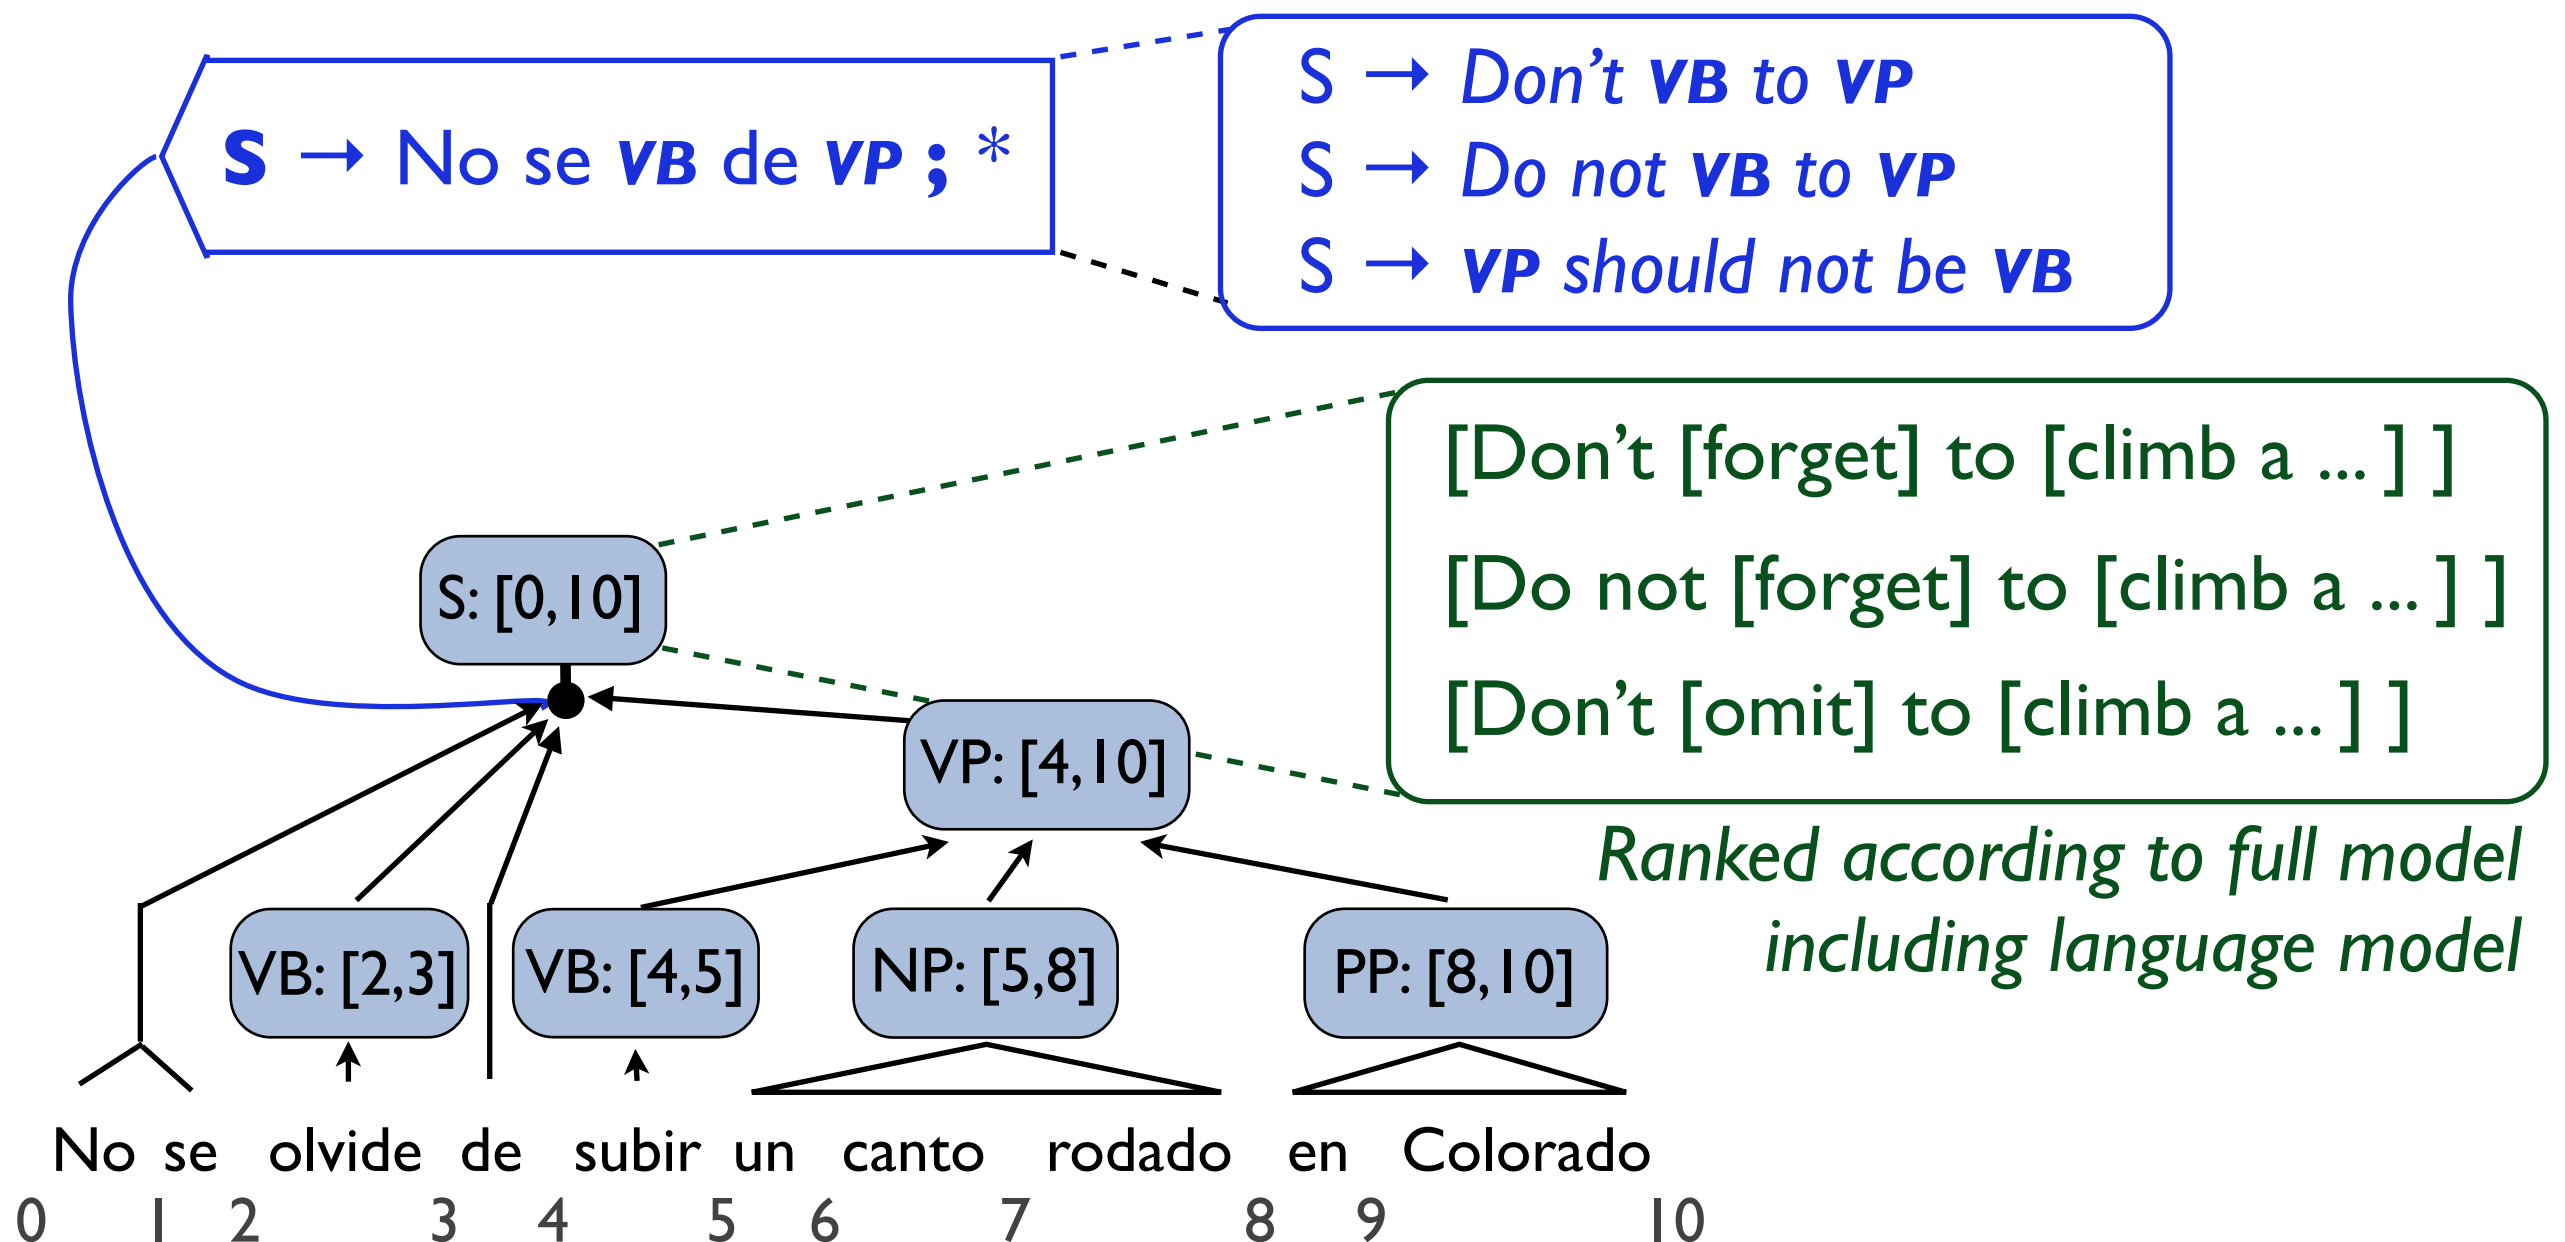 S → No se VB de VP ; *
S → Don't VB to VP
S → Do not VB to VP
S → VP should not be VB
[Don't [forget] to [climb a ... ] ]
[Do not [forget] to [climb a ... ] ]
[Don't [omit] to [climb a ... ] ]
Ranked according to full model
including language model
S: [0,10]
VP: [4,10]
VB: [2,3] VB: [4,5] NP: [5,8] PP: [8,10]
No se olvide de subir un canto rodado en Colorado
0 1 2 3 4 5 6 7 8 9 10